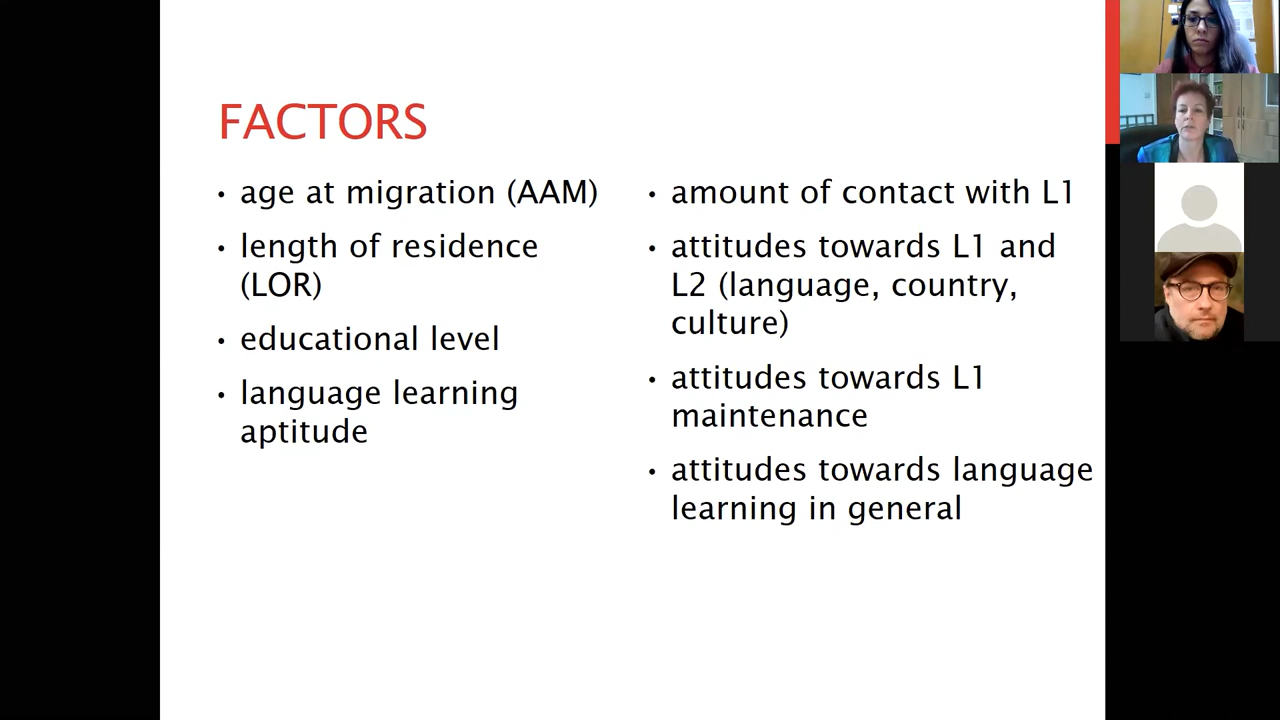 FACTORS
• age at migration (AAM)
• length of residence
(LOR)
• educational level
• language learning
aptitude
• amount of contact with L1
• attitudes towards L1 and
L2 (language, country,
culture)
• attitudes towards L1
maintenance
• attitudes towards language
learning in general